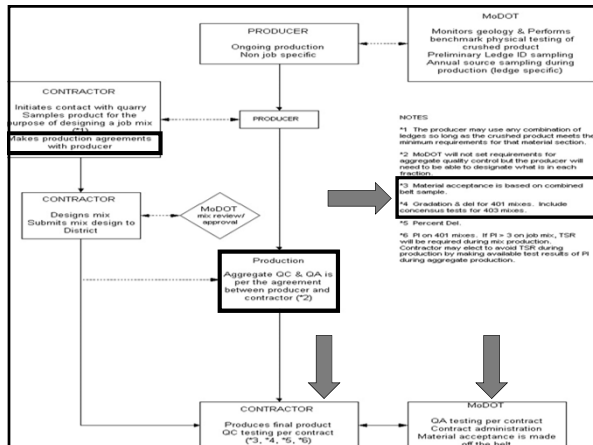 PRODUCER
Ongoing production
Non job specific
MoDOT
Monitors geology & Performs
benchmark physical testing of
crushed product
Preliminary Ledge ID sampling
Annual source sampling during
production (ledge specific)
CONTRACTOR
Initiates contact with quarry
Samples product for the
purpose of designing a job mix
(*1)
Makes production agreements
with producer
PRODUCER
NOTES
*1 The producer may use any combination of
ledges so long as the crushed product meets the
minimum requirements for that material section.
*2 MoDOT will not set requirements for
aggregate quality control but the producer will
need to be able to designate what is in each
fraction.
*3 Material acceptance is based on combined
belt sample.
*4 Gradation & del for 401 mixes. Include
concensus tests for 403 mixes.
*5 Percent Del.
*6 PI on 401 mixes. If PI > 3 on job mix, TSR
will be required during mix production.
Contractor may elect to avoid TSR during
production by making available test results of PI
during aggregate production.
CONTRACTOR
Designs mix
Submits mix design to
District
MoDOT
mix review/
approval
Production
Aggregate QC & QA is
per the agreement
between producer and
contractor (*2)
CONTRACTOR
Produces final product
QC testing per contract
(*3, *4, *5, *6)
MoDOT
QA testing per contract
Contract administration
Material acceptance is made
off the belt